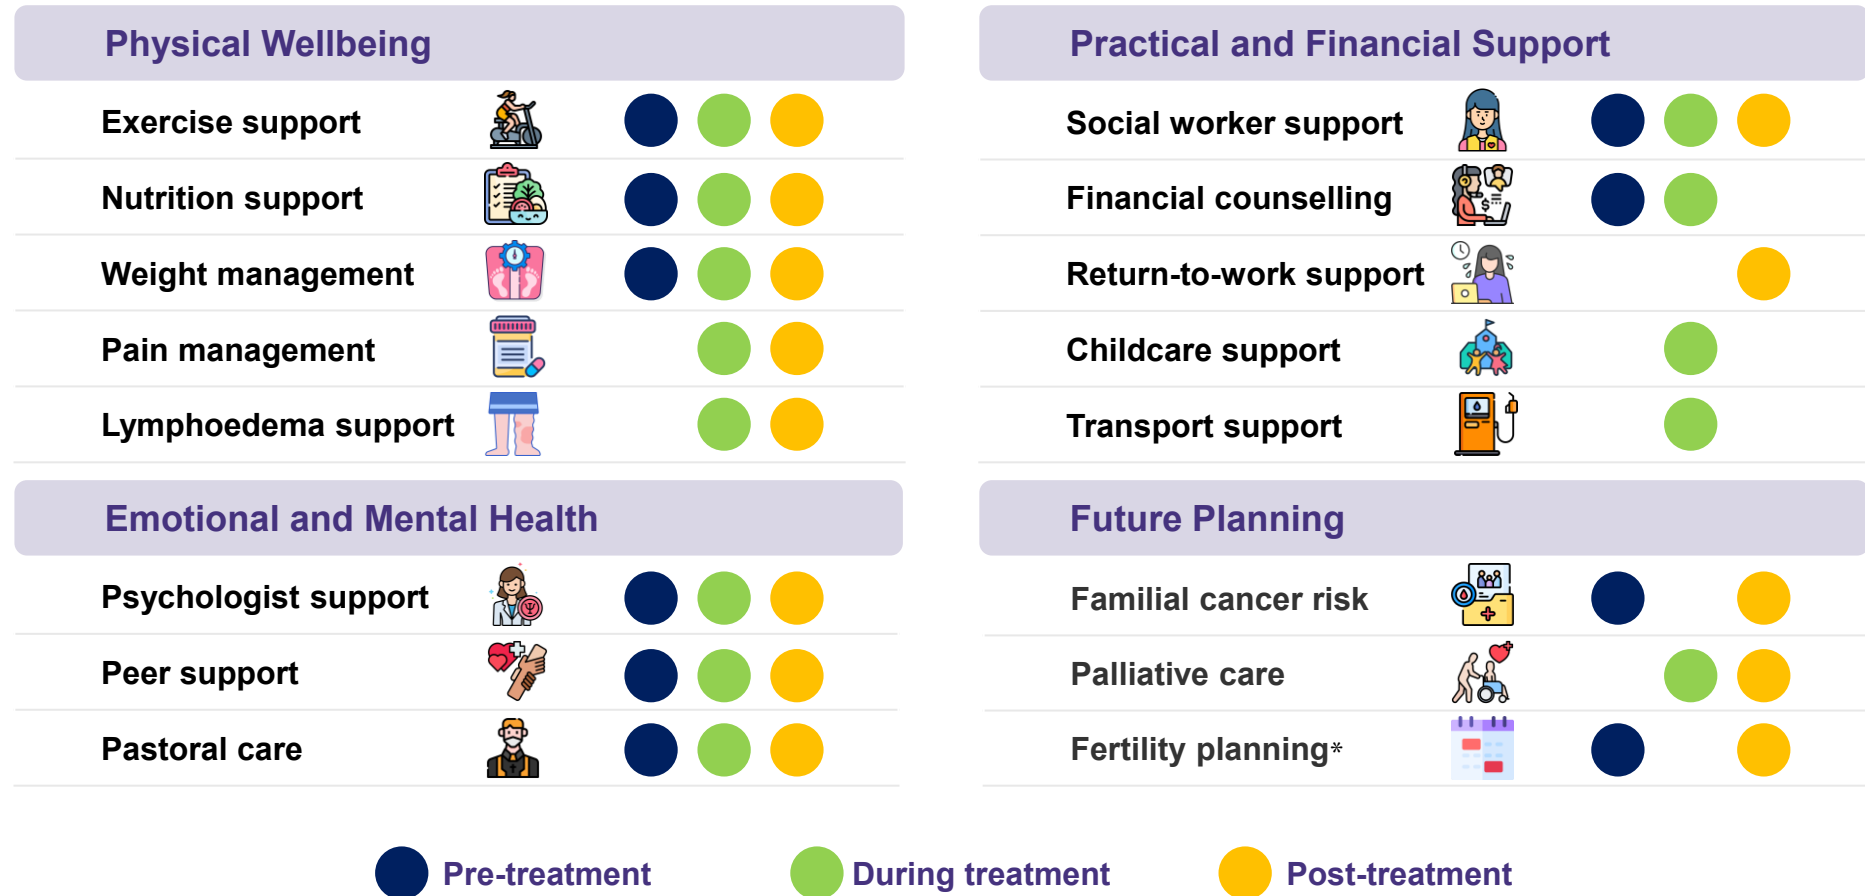 Physical Wellbeing
Exercise support
Nutrition support
Weight management
Pain management
Lymphoedema support
Emotional and Mental Health
Psychologist support
Peer support
Pastoral care
Practical and Financial Support
Social worker support
Financial counselling
Return-to-work support
Childcare support
Transport support
Future Planning
Familial cancer risk
Palliative care
Fertility planning*
Pre-treatment
During treatment
Post-treatment